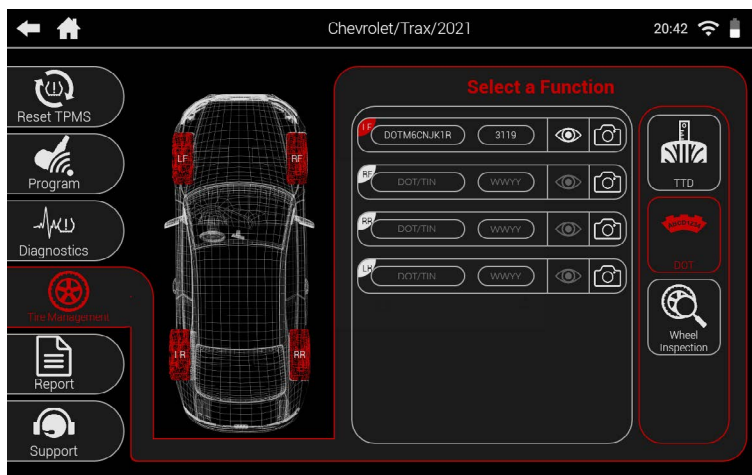 Chevrolet/Trax/2021
20:42
Reset TPMS
Program
Diagnostics
Tire Management
Report
Support
LF
RF
LR
RR
Select a Function
LF
DOTM6CNJK1R
3119
RF
DOT/TIN
WWYY
RR
DOT/TIN
WWYY
LR
DOT/TIN
WWYY
TTD
DOT
Wheel
Inspection